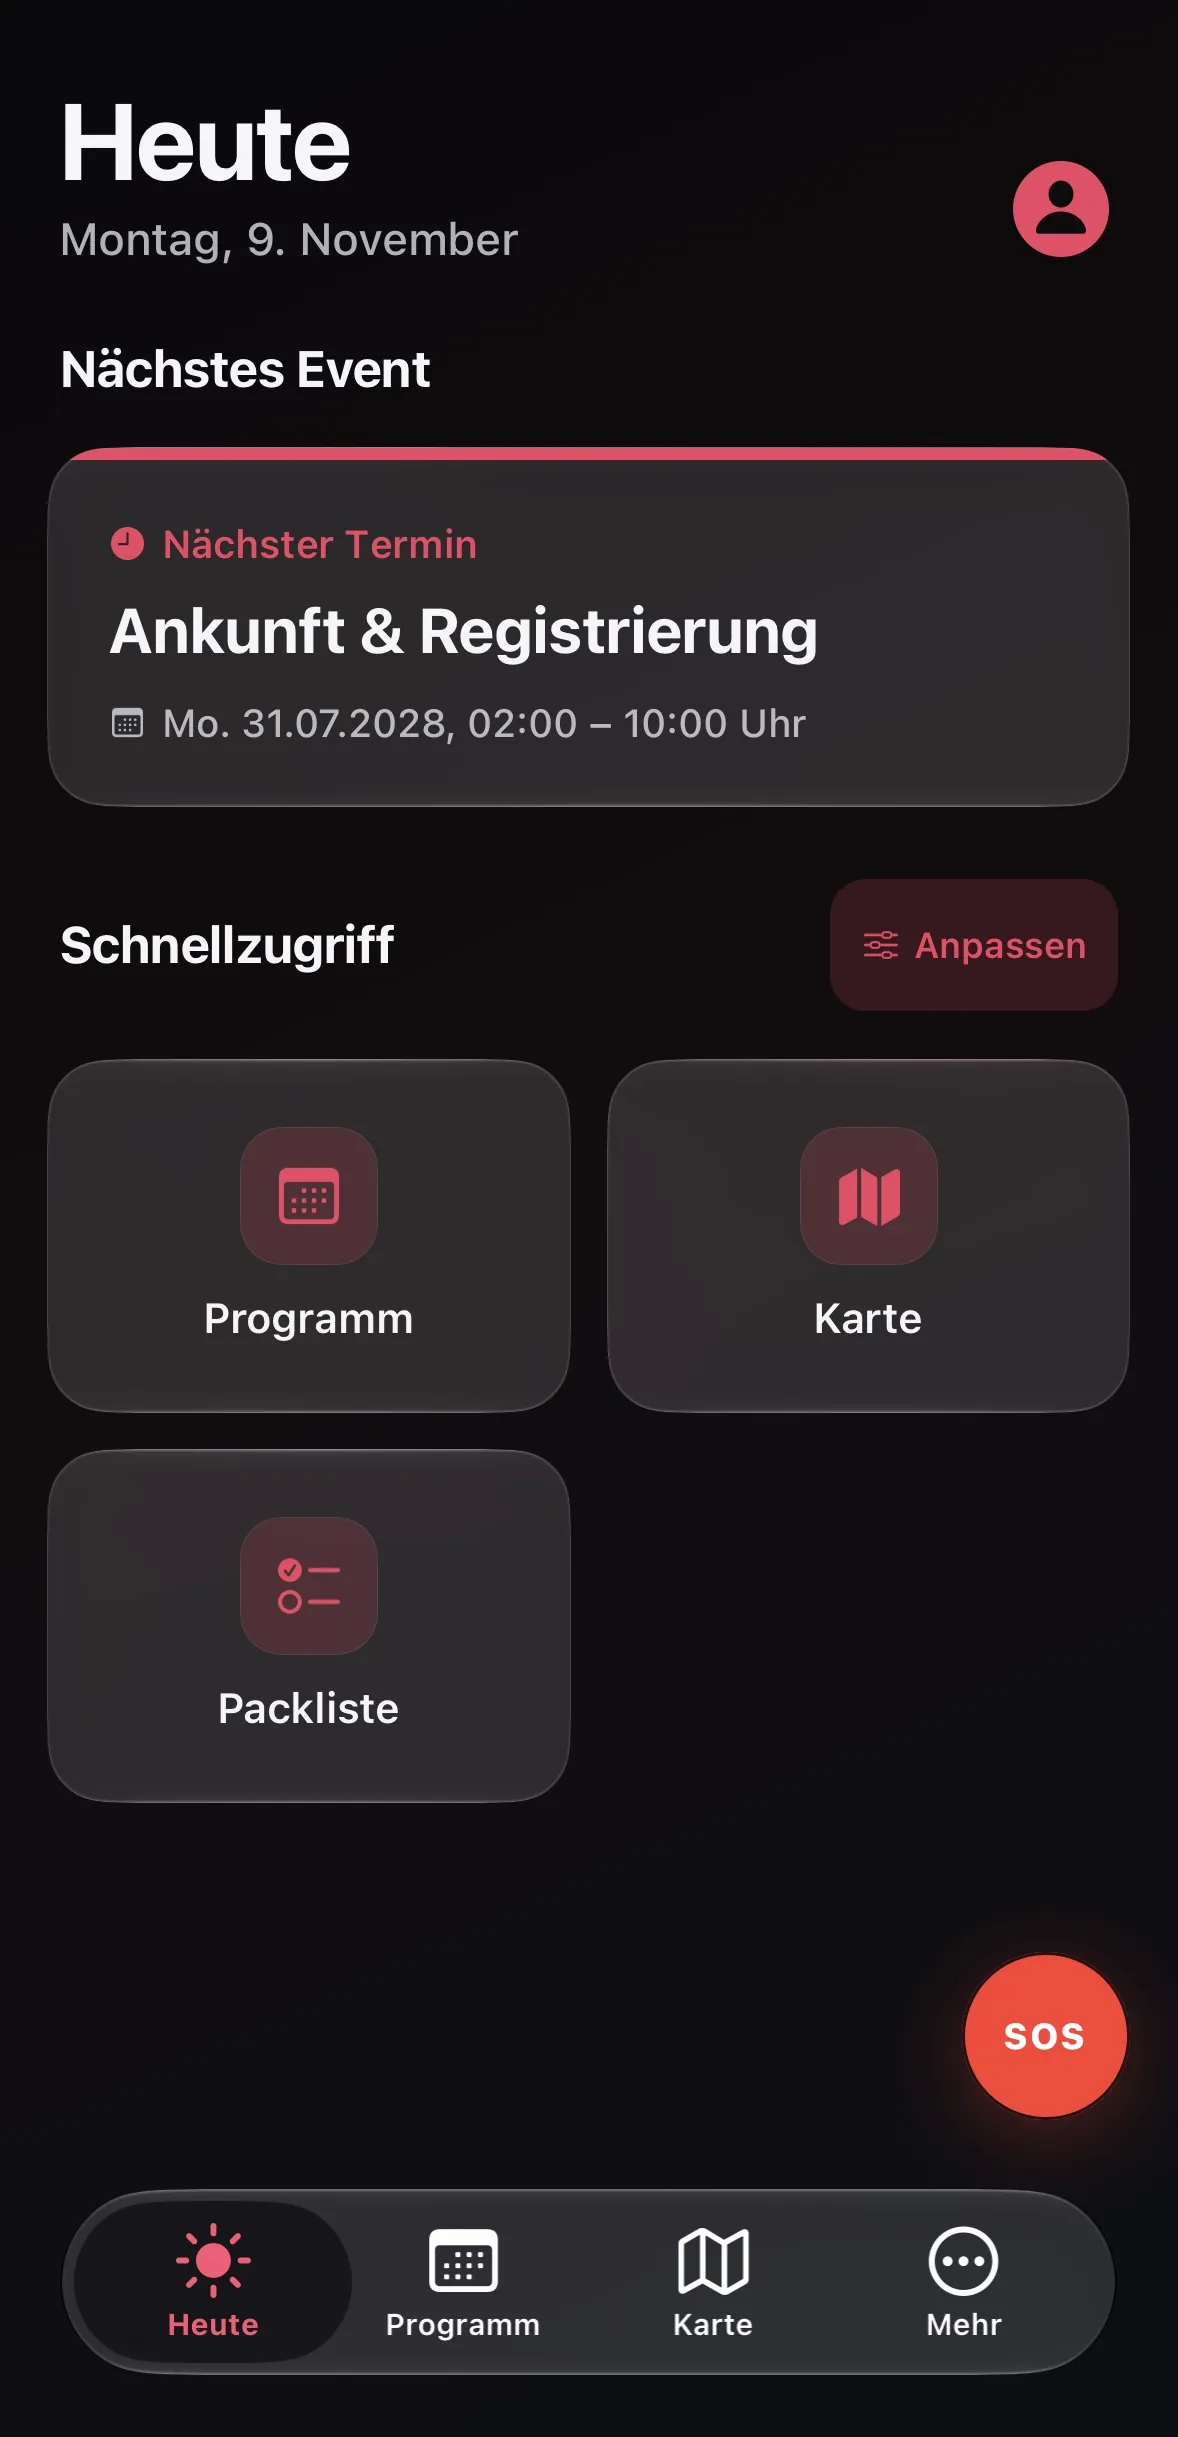 Heute
Montag, 9. November
Nächstes Event
Nächster Termin
Ankunft & Registrierung
Mo. 31.07.2028, 02:00 – 10:00 Uhr
Schnellzugriff
Anpassen
Programm
Karte
Packliste
SOS
Heute
Programm
Karte
Mehr